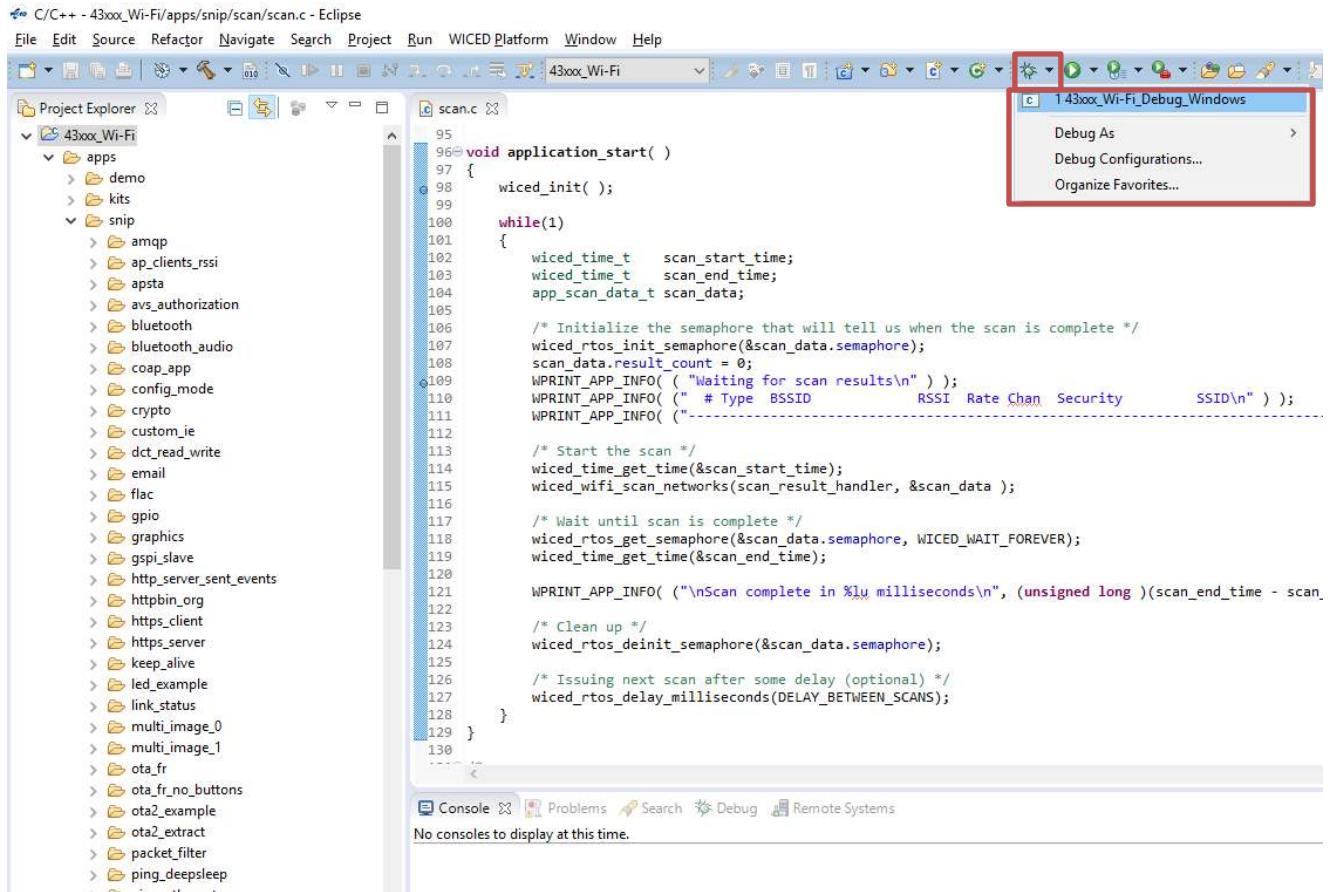 C/C++ - 43xxx_Wi-Fi/apps/snip/scan/scan.c - Eclipse
File Edit Source Refactor Navigate Search Project Run WICED Platform Window Help
43xxx_Wi-Fi
Project Explorer
43xxx_Wi-Fi
apps
demo
kits
snip
amqp
ap_clients_rssi
apsta
avs_authorization
bluetooth
bluetooth_audio
coap_app
config_mode
crypto
custom_ie
dct_read_write
email
flac
gpio
graphics
gspi_slave
http_server_sent_events
httpbin_org
https_client
https_server
keep_alive
led_example
link_status
multi_image_0
multi_image_1
ota_fr
ota_fr_no_buttons
ota2_example
ota2_extract
packet_filter
ping_deepsleep
scan.c
95
96 void application_start( )
97 {
98     wiced_init( );
99
100     while(1)
101     {
102         wiced_time_t    scan_start_time;
103         wiced_time_t    scan_end_time;
104         app_scan_data_t scan_data;
105
106         /* Initialize the semaphore that will tell us when the scan is complete */
107         wiced_rtos_init_semaphore(&scan_data.semaphore);
108         scan_data.result_count = 0;
109         WPRINT_APP_INFO( ( "Waiting for scan results\n" ) );
110         WPRINT_APP_INFO( ("  # Type  BSSID             RSSI  Rate Chan  Security         SSID\n" ) );
111         WPRINT_APP_INFO( ("------------------------------------------------------------------------------
112
113         /* Start the scan */
114         wiced_time_get_time(&scan_start_time);
115         wiced_wifi_scan_networks(scan_result_handler, &scan_data );
116
117         /* Wait until scan is complete */
118         wiced_rtos_get_semaphore(&scan_data.semaphore, WICED_WAIT_FOREVER);
119         wiced_time_get_time(&scan_end_time);
120
121         WPRINT_APP_INFO( ("\nScan complete in %lu milliseconds\n", (unsigned long )(scan_end_time - scan_
122
123         /* Clean up */
124         wiced_rtos_deinit_semaphore(&scan_data.semaphore);
125
126         /* Issuing next scan after some delay (optional) */
127         wiced_rtos_delay_milliseconds(DELAY_BETWEEN_SCANS);
128     }
129 }
130
1 43xxx_Wi-Fi_Debug_Windows
Debug As
Debug Configurations...
Organize Favorites...
Console Problems Search Debug Remote Systems
No consoles to display at this time.